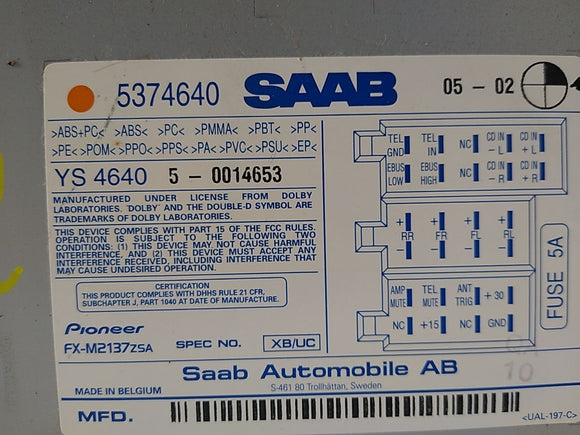 5374640 SAAB 05 - 02
>ABS+PC< >ABS< >PC< >PMMA< >PBT< >PP<
>PE< >POM< >PPO< >PPS< >PA< >PVC< >PSU< >EP<
YS 4640 5 - 0014653
MANUFACTURED UNDER LICENSE FROM DOLBY
LABORATORIES. 'DOLBY' AND THE DOUBLE-D SYMBOL ARE
TRADEMARKS OF DOLBY LABORATORIES.
THIS DEVICE COMPLIES WITH PART 15 OF THE FCC RULES.
OPERATION IS SUBJECT TO THE FOLLOWING TWO
CONDITIONS: (1) THIS DEVICE MAY NOT CAUSE HARMFUL
INTERFERENCE, AND (2) THIS DEVICE MUST ACCEPT ANY
INTERFERENCE RECEIVED, INCLUDING INTERFERENCE THAT
MAY CAUSE UNDESIRED OPERATION.
CERTIFICATION
THIS PRODUCT COMPLIES WITH DHHS RULE 21 CFR,
SUBCHAPTER J, PART 1040 AT DATE OF MANUFACTURE.
Pioneer
FX-M2137ZSA SPEC NO. XB/UC
TEL GND TEL IN NC CD IN - L CD IN + L
EBUS LOW EBUS HIGH NC CD IN - R CD IN + R
+ + + +
RR FR FL RL
- - - -
AMP MUTE TEL MUTE ANT TRIG +30
NC +15 NC GND
FUSE 5A
Saab Automobile AB
MADE IN BELGIUM S-461 80 Trollhättan, Sweden
MFD. <UAL-197-C>
10